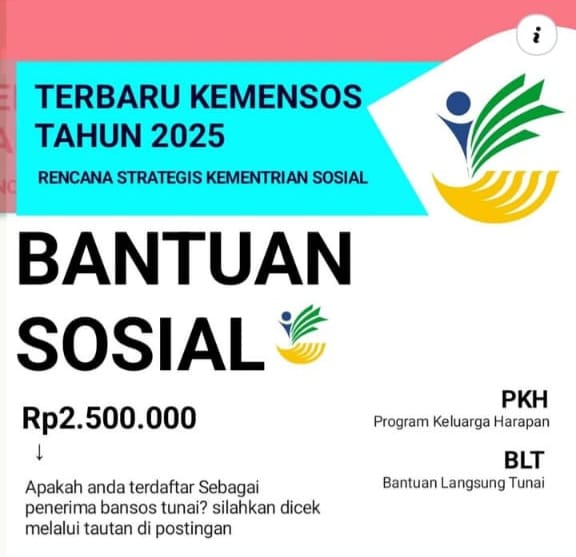 TERBARU KEMENSOS
TAHUN 2025
RENCANA STRATEGIS KEMENTRIAN SOSIAL
BANTUAN
SOSIAL
Rp2.500.000
↓
Apakah anda terdaftar Sebagai
penerima bansos tunai? silahkan dicek
melalui tautan di postingan
PKH
Program Keluarga Harapan
BLT
Bantuan Langsung Tunai